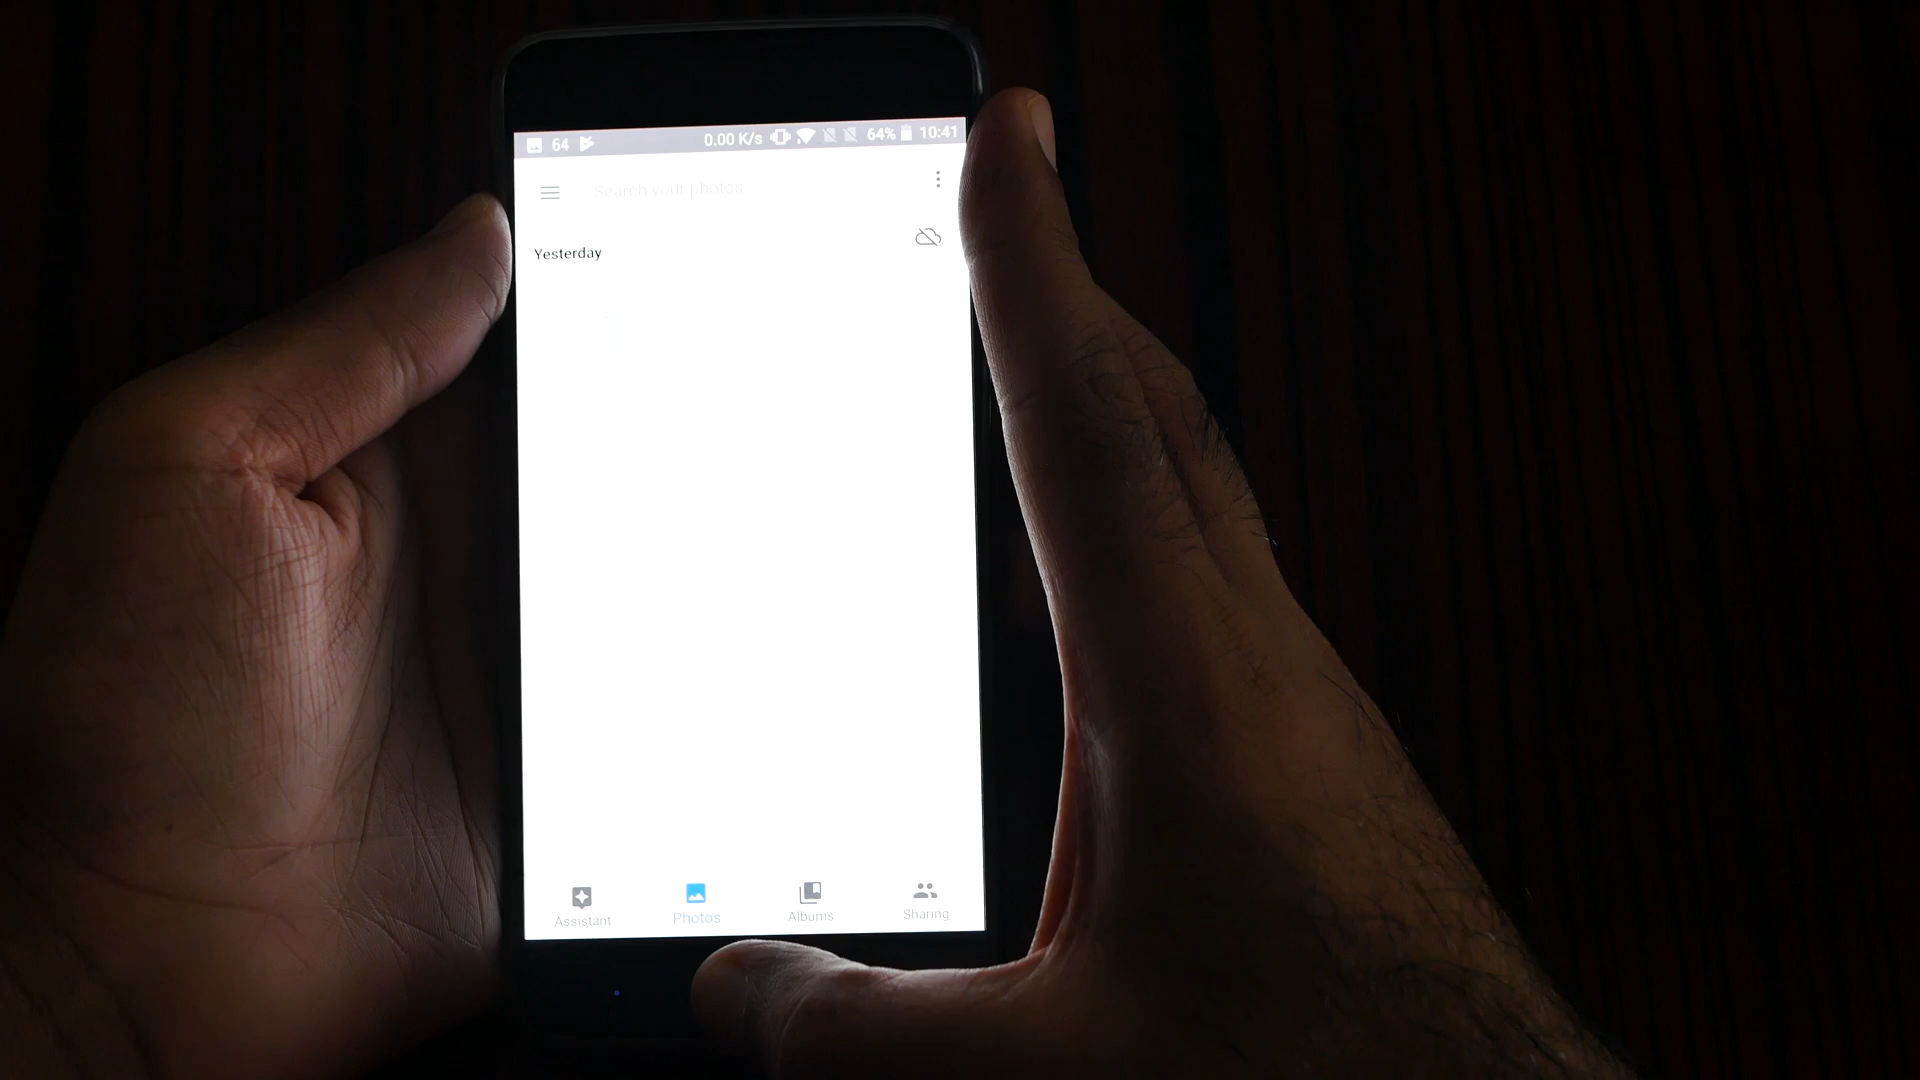 64 0.00 K/s 64% 10:41
Search your photos
Yesterday
Assistant Photos Albums Sharing